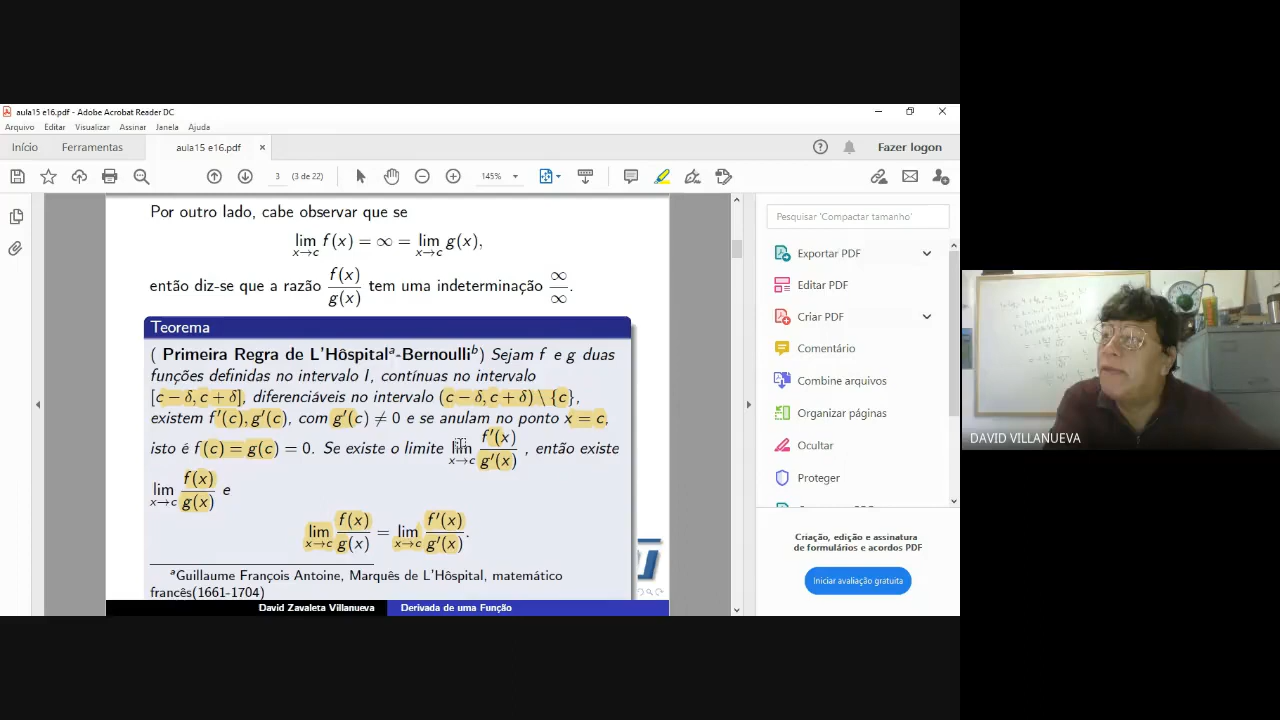 aula15 e16.pdf - Adobe Acrobat Reader DC
Arquivo Editar Visualizar Assinar Janela Ajuda
Início Ferramentas aula15 e16.pdf × Fazer logon
3 (3 de 22) 145%
Por outro lado, cabe observar que se
lim x→c f(x) = ∞ = lim x→c g(x),
então diz-se que a razão f(x)/g(x) tem uma indeterminação ∞/∞.
Teorema
( Primeira Regra de L'Hôspitalᵃ-Bernoulliᵇ) Sejam f e g duas
funções definidas no intervalo I, contínuas no intervalo
[c − δ, c + δ], diferenciáveis no intervalo (c − δ, c + δ) \ {c},
existem f′(c), g′(c), com g′(c) ≠ 0 e se anulam no ponto x = c,
isto é f(c) = g(c) = 0. Se existe o limite lim x→c f′(x)/g′(x) , então existe
lim x→c f(x)/g(x) e
lim x→c f(x)/g(x) = lim x→c f′(x)/g′(x).
ᵃGuillaume François Antoine, Marquês de L'Hôspital, matemático
francês(1661-1704)
David Zavaleta Villanueva Derivada de uma Função
Pesquisar 'Compactar tamanho'
Exportar PDF
Editar PDF
Criar PDF
Comentário
Combine arquivos
Organizar páginas
Ocultar
Proteger
Criação, edição e assinatura
de formulários e acordos PDF
Iniciar avaliação gratuita
DAVID VILLANUEVA